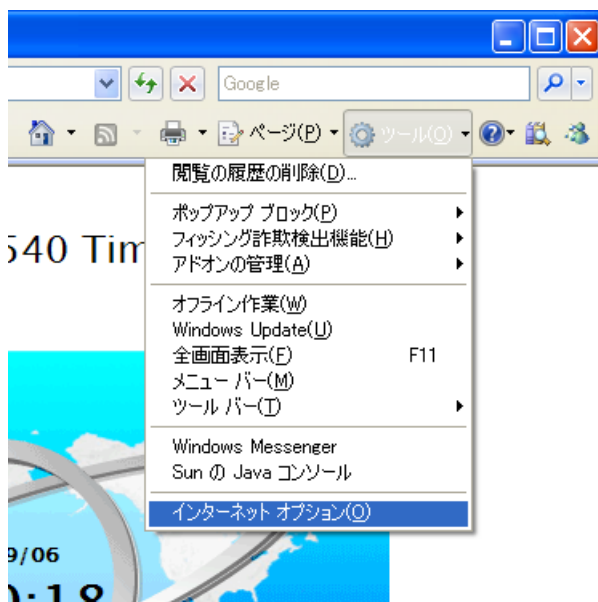 Google
ページ(P)
ツール(O)
閲覧の履歴の削除(D)...
540 Tim
ポップアップ ブロック(P)
フィッシング詐欺検出機能(H)
アドオンの管理(A)
オフライン作業(W)
Windows Update(U)
全画面表示(F) F11
メニュー バー(M)
ツール バー(T)
Windows Messenger
Sun の Java コンソール
インターネット オプション(O)
9/06
0:18